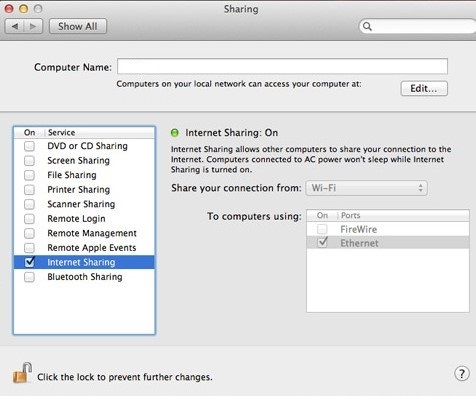 Sharing
Show All
Computer Name:
Computers on your local network can access your computer at:
Edit...
On Service
DVD or CD Sharing
Screen Sharing
File Sharing
Printer Sharing
Scanner Sharing
Remote Login
Remote Management
Remote Apple Events
Internet Sharing
Bluetooth Sharing
Internet Sharing: On
Internet Sharing allows other computers to share your connection to the
Internet. Computers connected to AC power won't sleep while Internet
Sharing is turned on.
Share your connection from: Wi-Fi
To computers using:
On Ports
FireWire
Ethernet
Click the lock to prevent further changes.
?